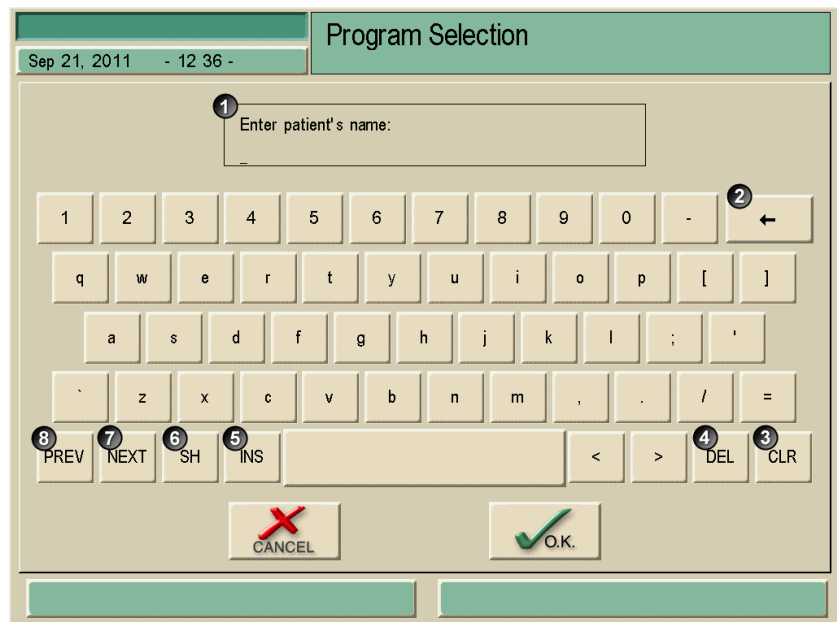 Program Selection
Sep 21, 2011 - 12 36 -
1
Enter patient's name:
_
2
1 2 3 4 5 6 7 8 9 0 - ←
q w e r t y u i o p [ ]
a s d f g h j k l ; '
` z x c v b n m , . / =
8 7 6 5 4 3
PREV NEXT SH INS < > DEL CLR
CANCEL O.K.